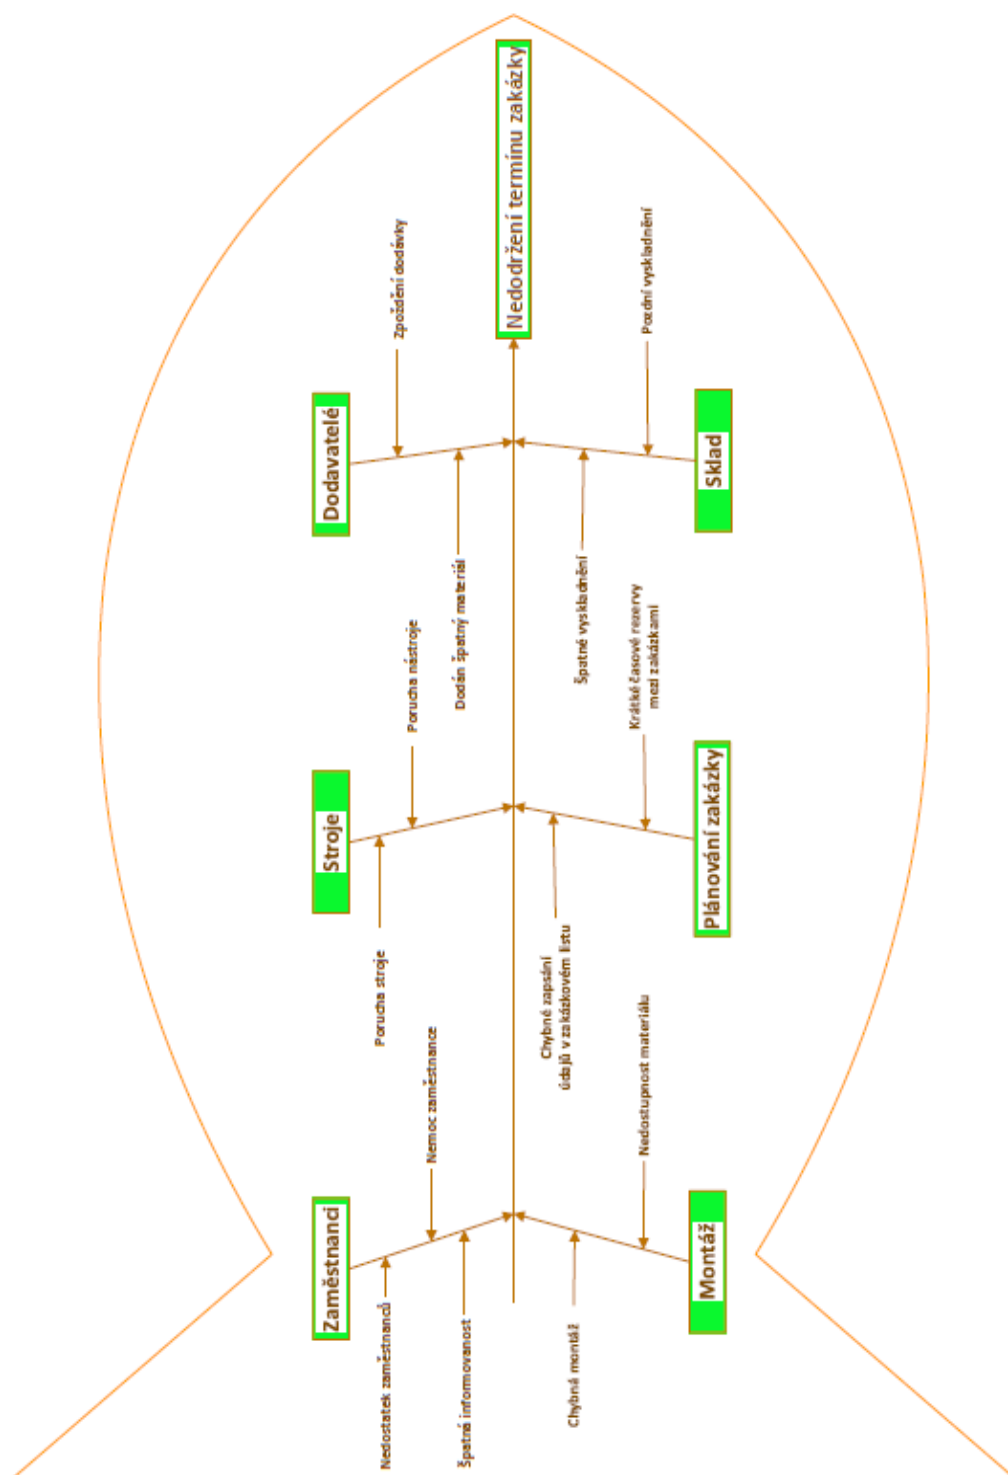 Zaměstnanci
Nedostatek zaměstnanců
Nemoc zaměstnance
Špatná informovanost
Stroje
Porucha stroje
Porucha nástroje
Dodavatelé
Zpoždění dodávky
Dodán špatný materiál
Nedodržení termínu zakázky
Chybná montáž
Nedostupnost materiálu
Montáž
Chybné zapsání
údajů v zakázkovém listu
Krátké časové rezervy
mezi zakázkami
Plánování zakázky
Špatné vyskladnění
Pozdní vyskladnění
Sklad